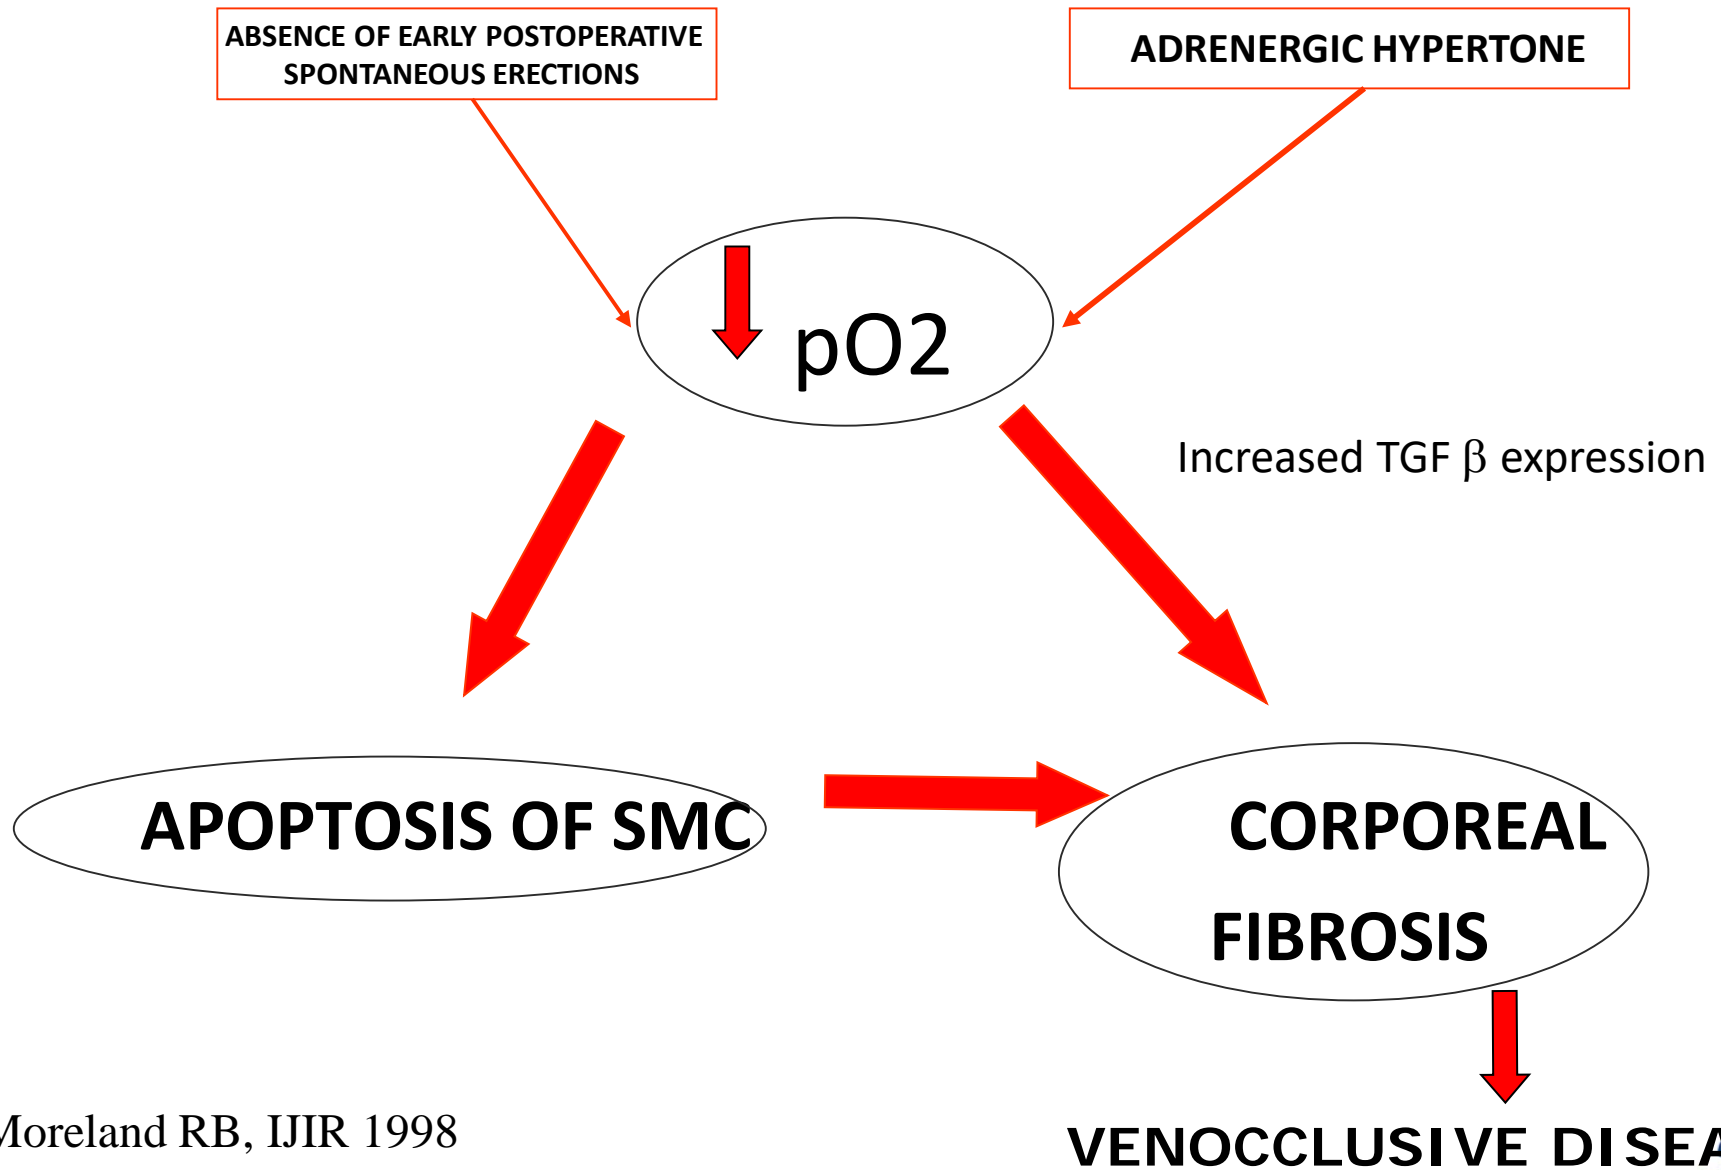 ABSENCE OF EARLY POSTOPERATIVE
SPONTANEOUS ERECTIONS
ADRENERGIC HYPERTONE
pO2
Increased TGF β expression
APOPTOSIS OF SMC
CORPOREAL
FIBROSIS
Moreland RB, IJIR 1998
VENOCCLUSIVE DISEA